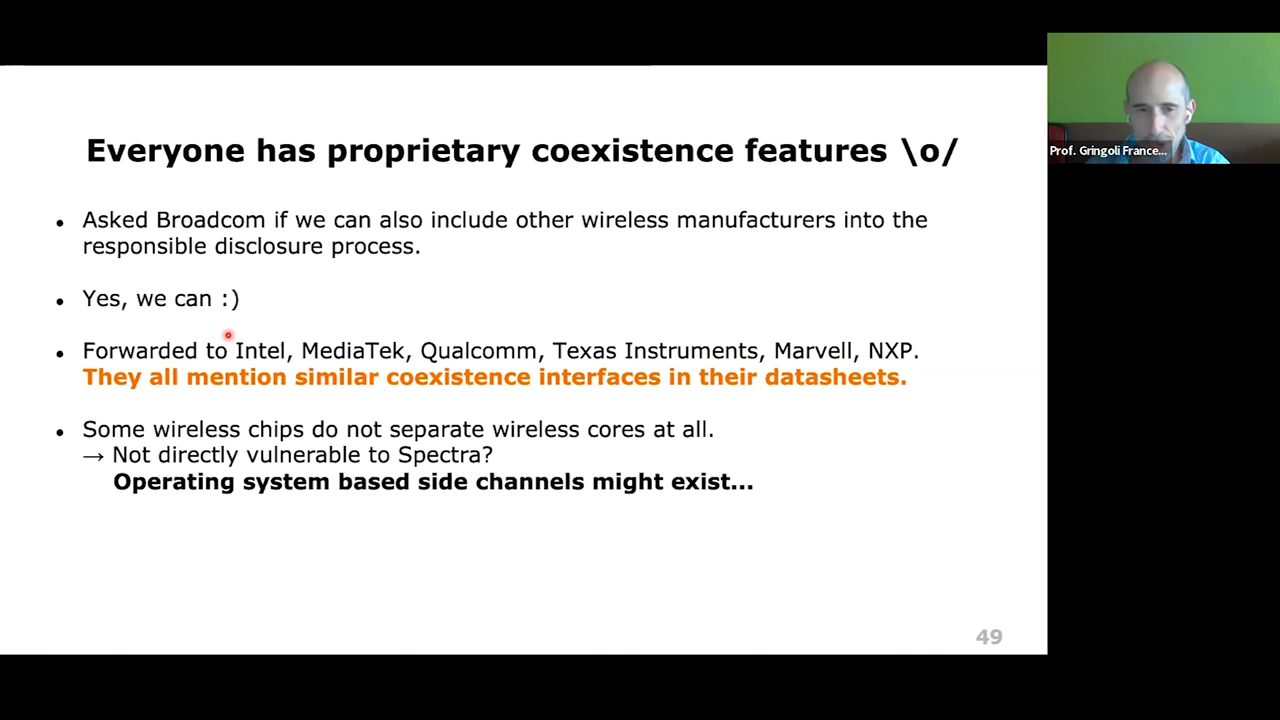 Everyone has proprietary coexistence features \o/
• Asked Broadcom if we can also include other wireless manufacturers into the
responsible disclosure process.
• Yes, we can :)
• Forwarded to Intel, MediaTek, Qualcomm, Texas Instruments, Marvell, NXP.
They all mention similar coexistence interfaces in their datasheets.
• Some wireless chips do not separate wireless cores at all.
→ Not directly vulnerable to Spectra?
Operating system based side channels might exist...
49
Prof. Gringoli France...